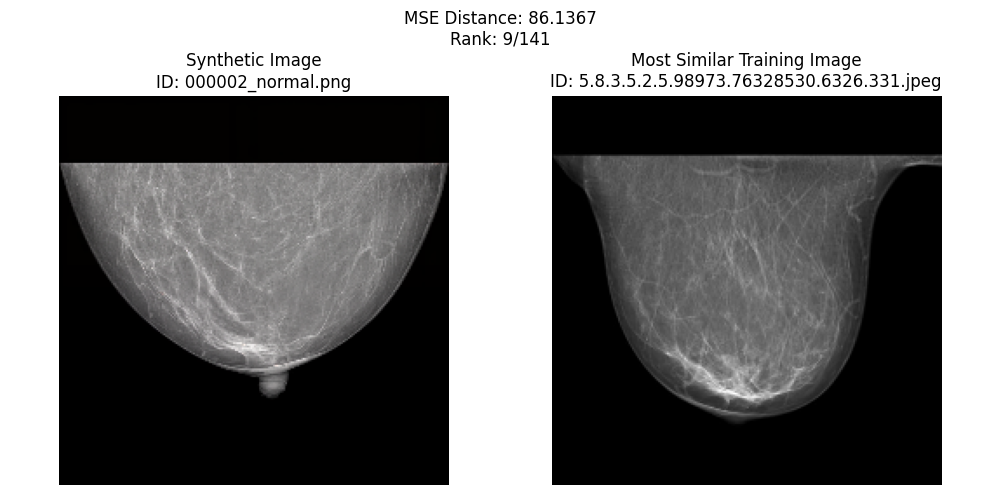 MSE Distance: 86.1367
Rank: 9/141
Synthetic Image
ID: 000002_normal.png
Most Similar Training Image
ID: 5.8.3.5.2.5.98973.76328530.6326.331.jpeg